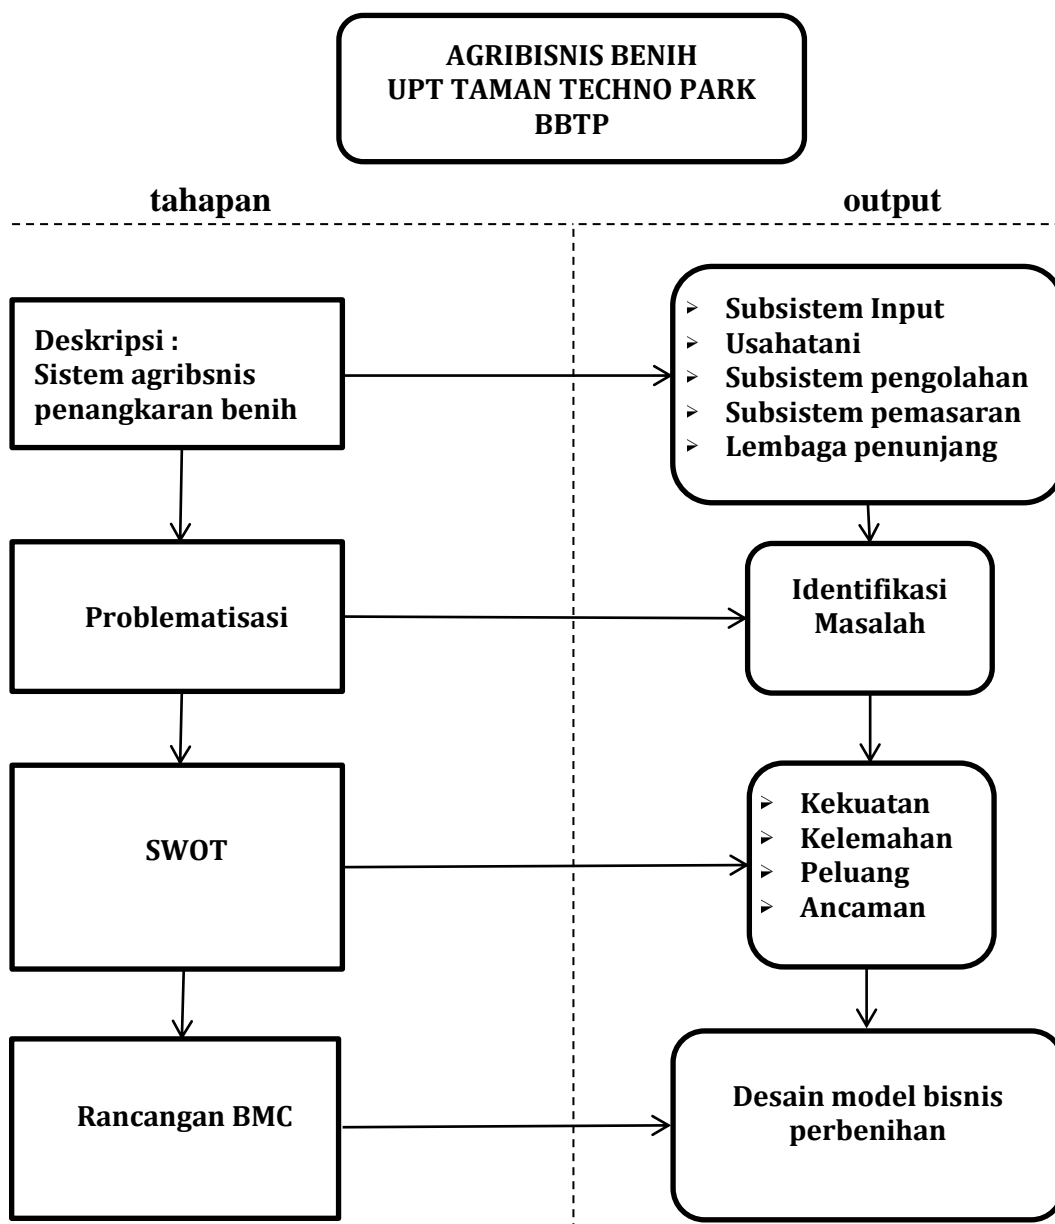 AGRIBISNIS BENIH
UPT TAMAN TECHNO PARK
BBTP
tahapan
output
Deskripsi :
Sistem agribsnis
penangkaran benih
Subsistem Input
Usahatani
Subsistem pengolahan
Subsistem pemasaran
Lembaga penunjang
Problematisasi
Identifikasi
Masalah
SWOT
Kekuatan
Kelemahan
Peluang
Ancaman
Rancangan BMC
Desain model bisnis
perbenihan